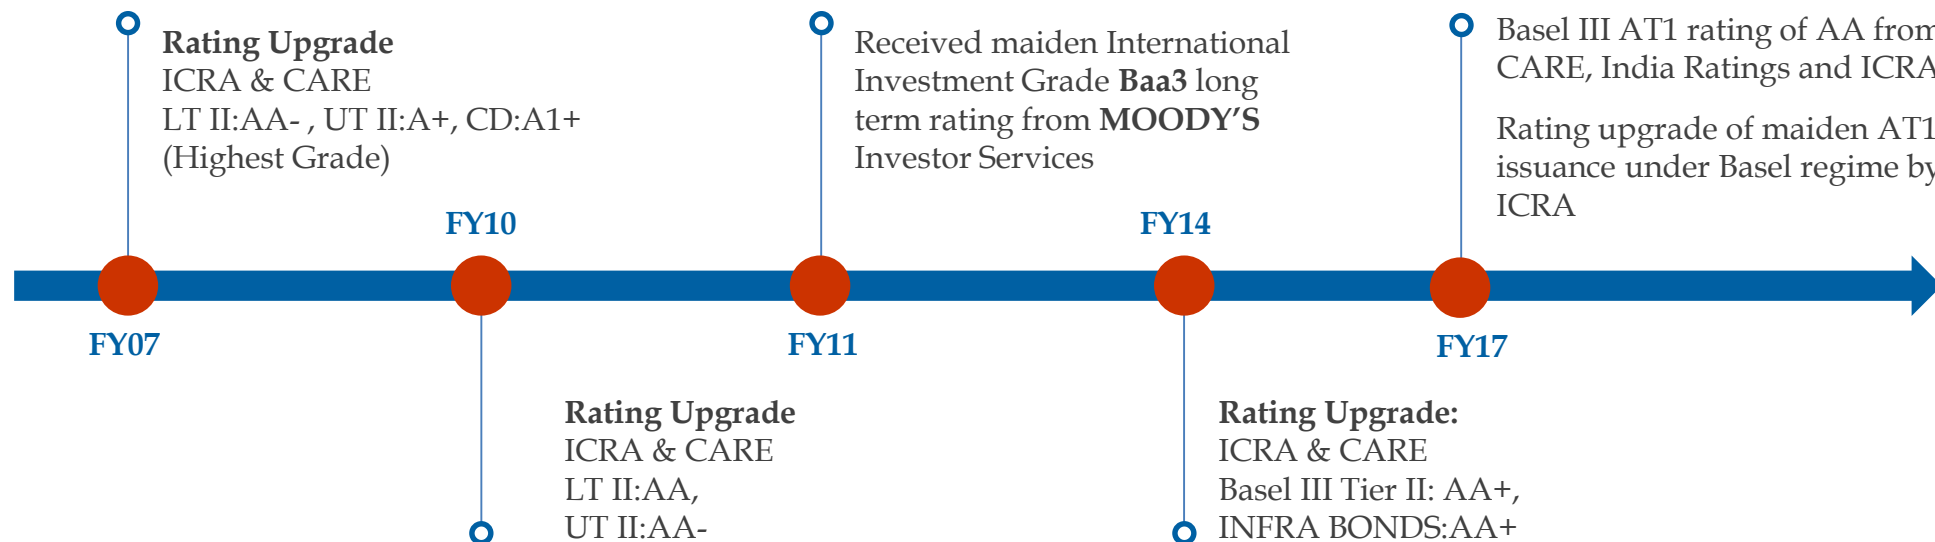 Rating Upgrade
ICRA & CARE
LT II:AA- , UT II:A+, CD:A1+
(Highest Grade)
FY07
FY10
Rating Upgrade
ICRA & CARE
LT II:AA,
UT II:AA-
Received maiden International
Investment Grade Baa3 long
term rating from MOODY’S
Investor Services
FY11
FY14
Rating Upgrade:
ICRA & CARE
Basel III Tier II: AA+,
INFRA BONDS:AA+
Basel III AT1 rating of AA from
CARE, India Ratings and ICRA
Rating upgrade of maiden AT1
issuance under Basel regime by
ICRA
FY17